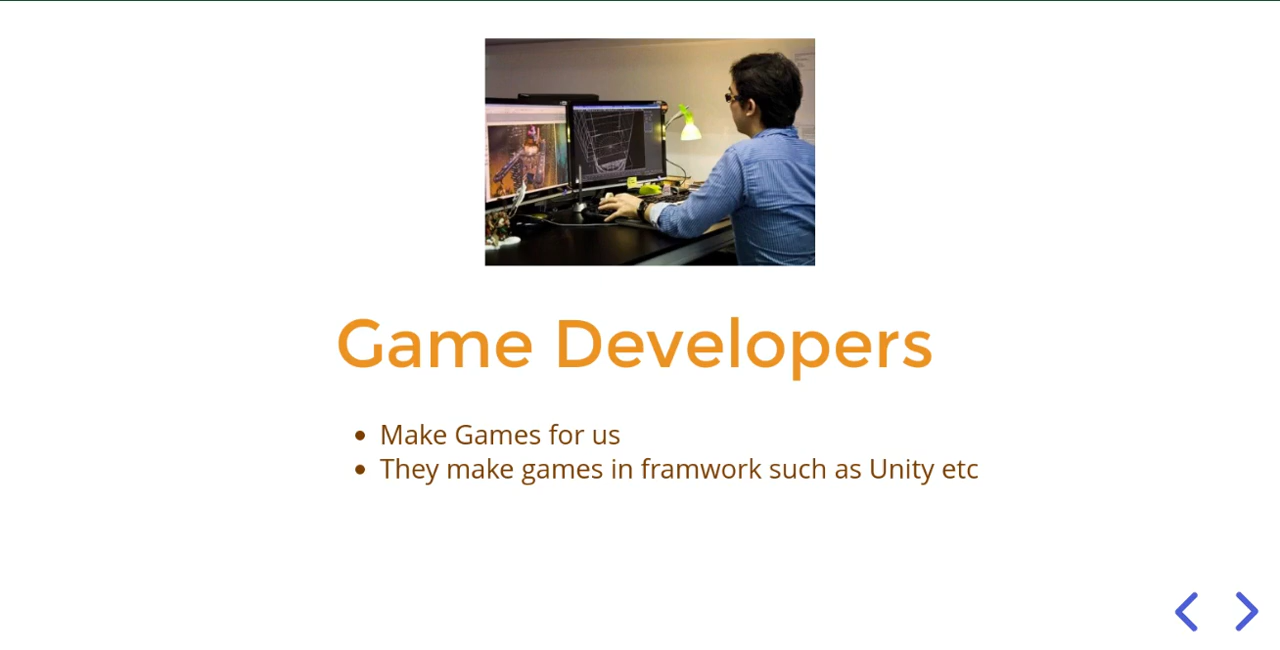 Game Developers
Make Games for us
They make games in framwork such as Unity etc